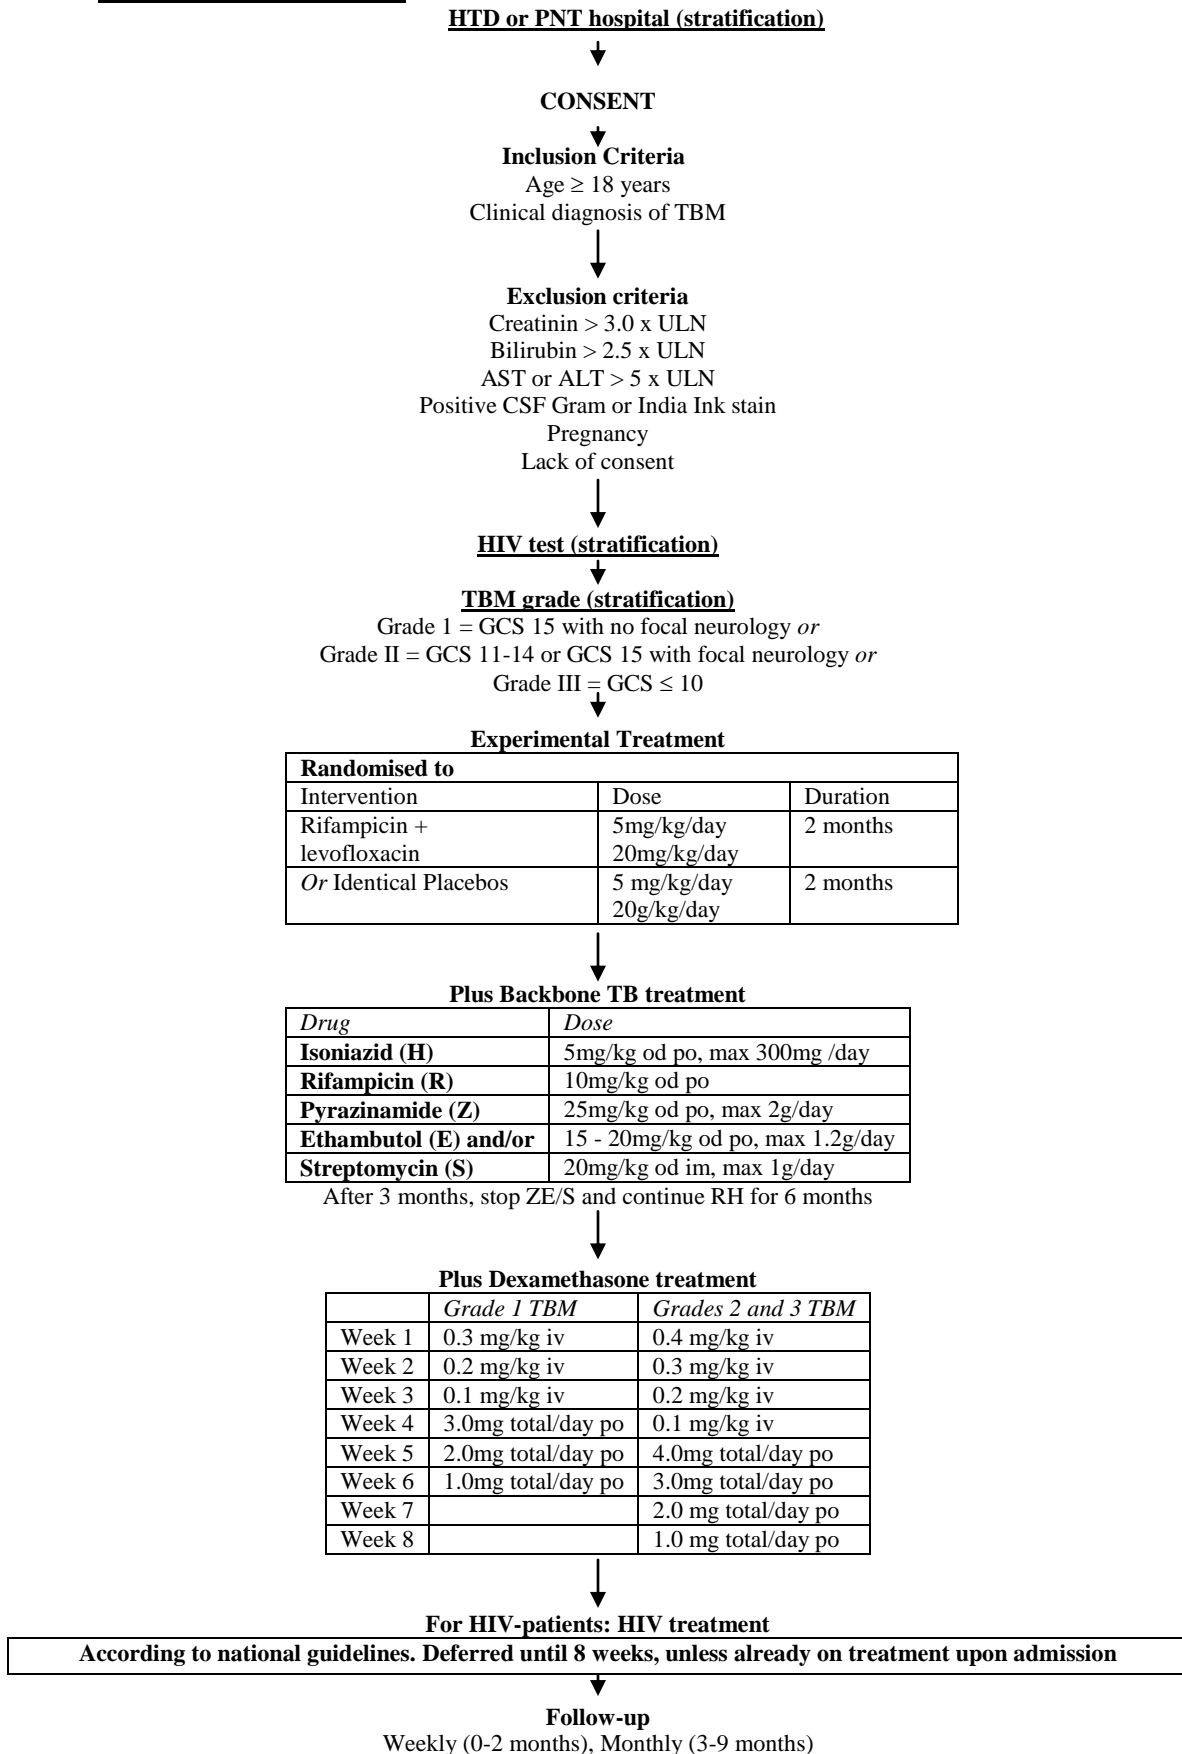 HTD or PNT hospital (stratification)
CONSENT
Inclusion Criteria
Age ≥ 18 years
Clinical diagnosis of TBM
Exclusion criteria
Creatinin > 3.0 x ULN
Bilirubin > 2.5 x ULN
AST or ALT > 5 x ULN
Positive CSF Gram or India Ink stain
Pregnancy
Lack of consent
HIV test (stratification)
TBM grade (stratification)
Grade 1 = GCS 15 with no focal neurology or
Grade II = GCS 11-14 or GCS 15 with focal neurology or
Grade III = GCS ≤ 10
Experimental Treatment
Randomised to
Intervention Dose Duration
Rifampicin + 5mg/kg/day 2 months
levofloxacin 20mg/kg/day
Or Identical Placebos 5 mg/kg/day 2 months
20g/kg/day
Plus Backbone TB treatment
Drug Dose
Isoniazid (H) 5mg/kg od po, max 300mg /day
Rifampicin (R) 10mg/kg od po
Pyrazinamide (Z) 25mg/kg od po, max 2g/day
Ethambutol (E) and/or 15 - 20mg/kg od po, max 1.2g/day
Streptomycin (S) 20mg/kg od im, max 1g/day
After 3 months, stop ZE/S and continue RH for 6 months
Plus Dexamethasone treatment
Grade 1 TBM Grades 2 and 3 TBM
Week 1 0.3 mg/kg iv 0.4 mg/kg iv
Week 2 0.2 mg/kg iv 0.3 mg/kg iv
Week 3 0.1 mg/kg iv 0.2 mg/kg iv
Week 4 3.0mg total/day po 0.1 mg/kg iv
Week 5 2.0mg total/day po 4.0mg total/day po
Week 6 1.0mg total/day po 3.0mg total/day po
Week 7 2.0 mg total/day po
Week 8 1.0 mg total/day po
For HIV-patients: HIV treatment
According to national guidelines. Deferred until 8 weeks, unless already on treatment upon admission
Follow-up
Weekly (0-2 months), Monthly (3-9 months)